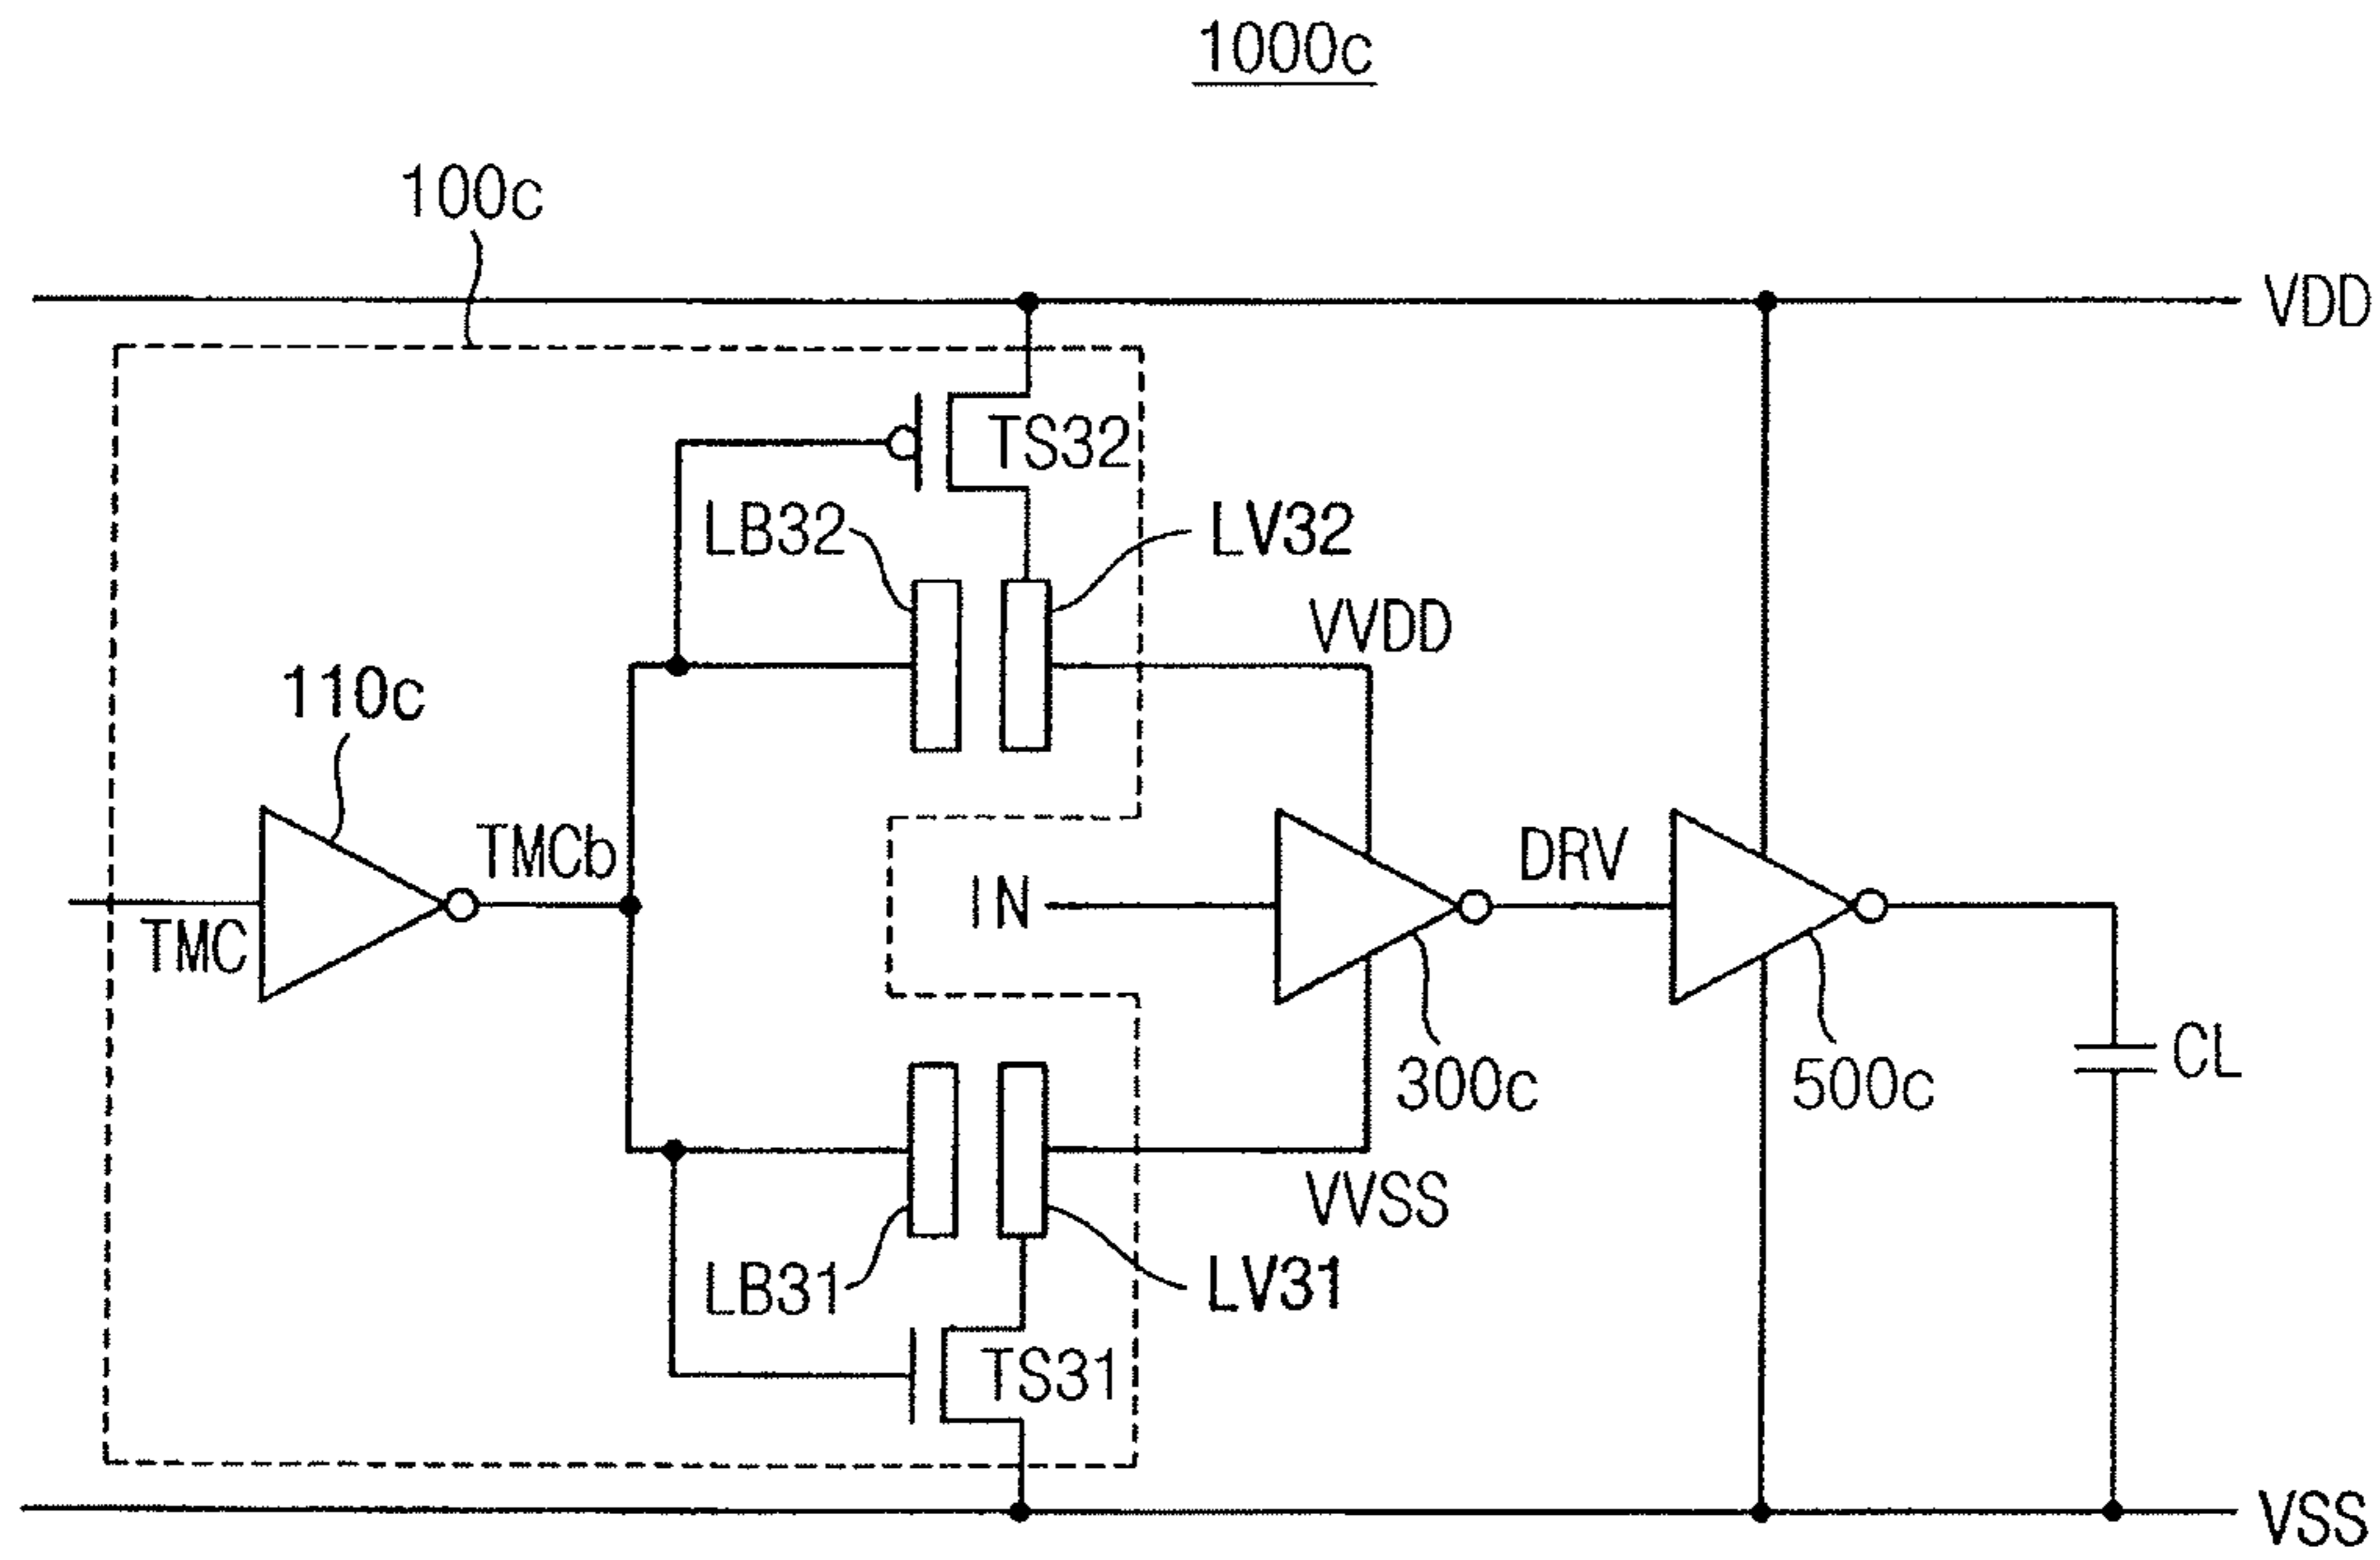 1000c
100c
VDD
TS32
LB32
LV32
VVDD
110c
TMCb
DRV
IN
TMC
CL
300c
500c
VVSS
LB31
LV31
TS31
VSS